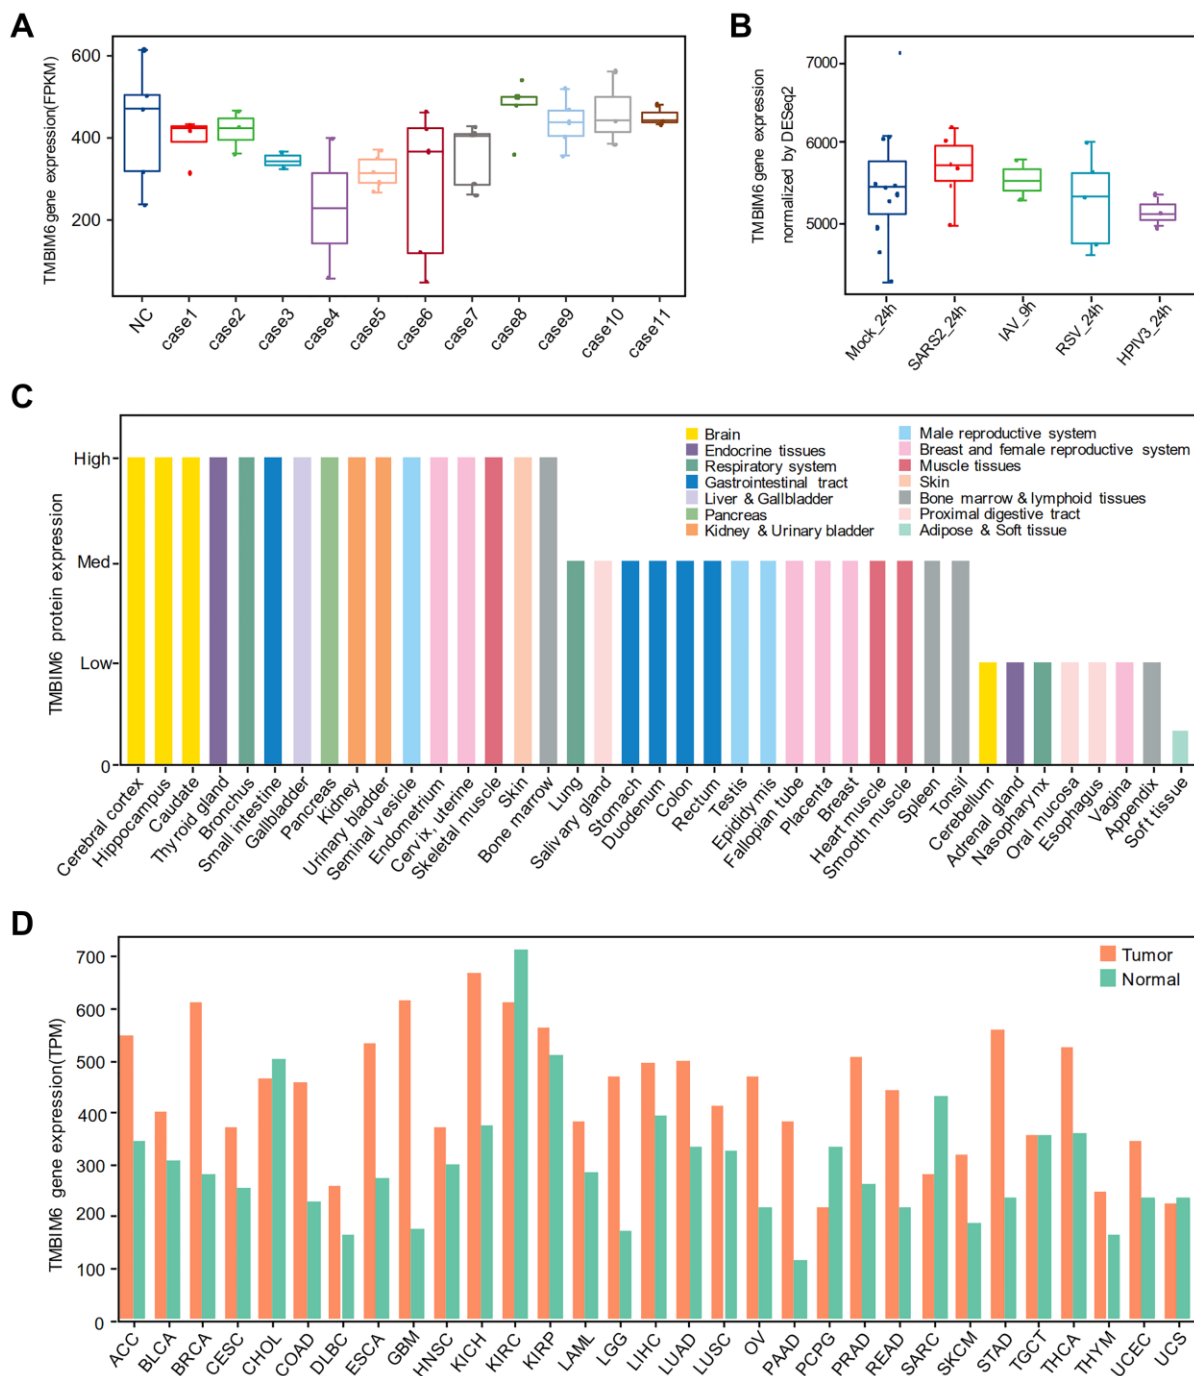 A
TMBIM6 gene expression(FPKM)
600
400
200
NC
case1
case2
case3
case4
case5
case6
case7
case8
case9
case10
case11
B
TMBIM6 gene expression
normalized by DESeq2
7000
6000
5000
Mock_24h
SARS2_24h
IAV_9h
RSV_24h
HPIV3_24h
C
TMBIM6 protein expression
High
Med
Low
0
Brain
Endocrine tissues
Respiratory system
Gastrointestinal tract
Liver & Gallbladder
Pancreas
Kidney & Urinary bladder
Male reproductive system
Breast and female reproductive system
Muscle tissues
Skin
Bone marrow & lymphoid tissues
Proximal digestive tract
Adipose & Soft tissue
Cerebral cortex
Hippocampus
Caudate
Thyroid gland
Bronchus
Small intestine
Gallbladder
Pancreas
Kidney
Urinary bladder
Seminal vesicle
Endometrium
Cervix, uterine
Skeletal muscle
Skin
Bone marrow
Lung
Salivary gland
Stomach
Duodenum
Colon
Rectum
Testis
Epididymis
Fallopian tube
Placenta
Breast
Heart muscle
Smooth muscle
Spleen
Tonsil
Cerebellum
Adrenal gland
Nasopharynx
Oral mucosa
Esophagus
Vagina
Appendix
Soft tissue
D
TMBIM6 gene expression(TPM)
700
600
500
400
300
200
100
0
Tumor
Normal
ACC
BLCA
BRCA
CESC
CHOL
COAD
DLBC
ESCA
GBM
HNSC
KICH
KIRC
KIRP
LAML
LGG
LIHC
LUAD
LUSC
OV
PAAD
PCPG
PRAD
READ
SARC
SKCM
STAD
TGCT
THCA
THYM
UCEC
UCS